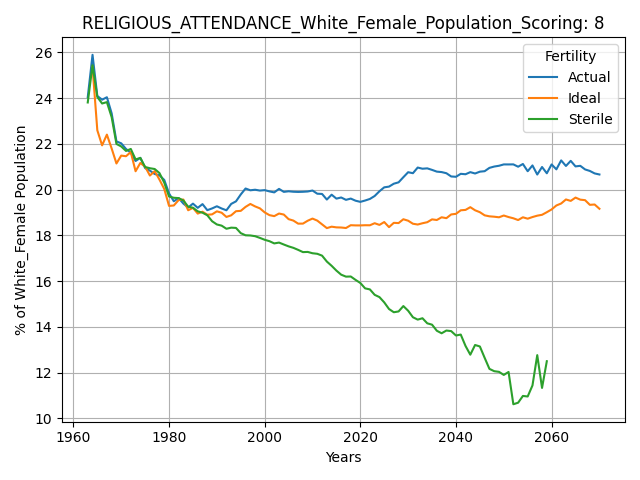 RELIGIOUS_ATTENDANCE_White_Female_Population_Scoring: 8
Fertility
Actual
Ideal
Sterile
% of White_Female Population
26
24
22
20
18
16
14
12
10
1960
1980
2000
2020
2040
2060
Years